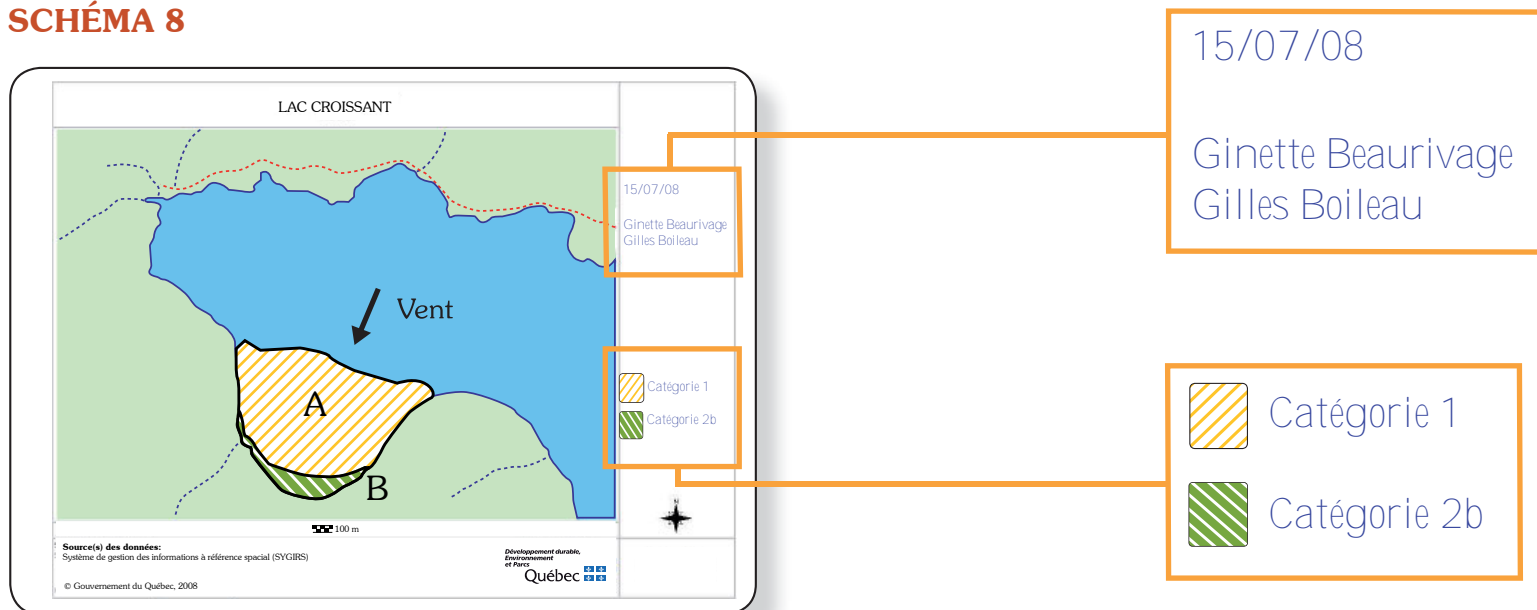 SCHÉMA 8
LAC CROISSANT
15/07/08
Ginette Beaurivage
Gilles Boileau
Vent
A
B
Catégorie 1
Catégorie 2b
N
100 m
Source(s) des données:
Système de gestion des informations à référence spacial (SYGIRS)
© Gouvernement du Québec, 2008
Développement durable,
Environnement
et Parcs
Québec
15/07/08
Ginette Beaurivage
Gilles Boileau
Catégorie 1
Catégorie 2b